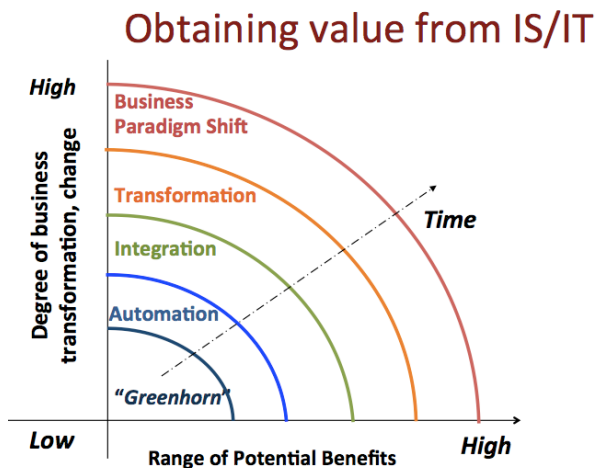 Obtaining value from IS/IT
High
Business
Paradigm Shift
Transformation
Time
Integration
Automation
"Greenhorn"
Degree of business
transformation, change
Low
Range of Potential Benefits
High